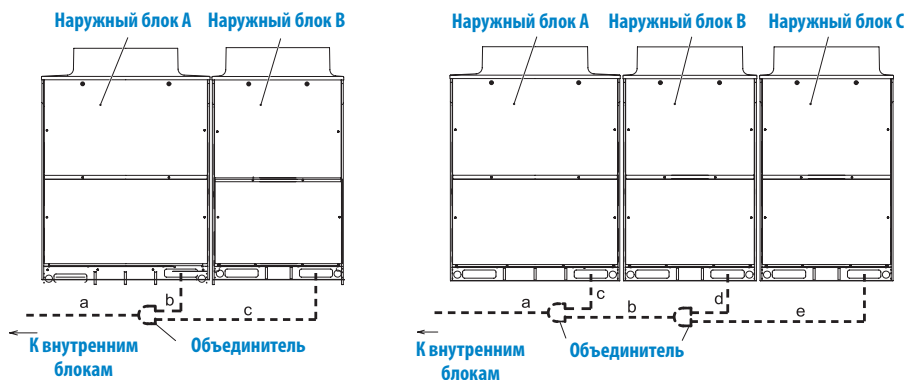 Наружный блок A Наружный блок B
a
b
c
К внутренним
блокам
Объединитель
Наружный блок A Наружный блок B Наружный блок C
a
c
b
d
e
К внутренним
блокам
Объединитель